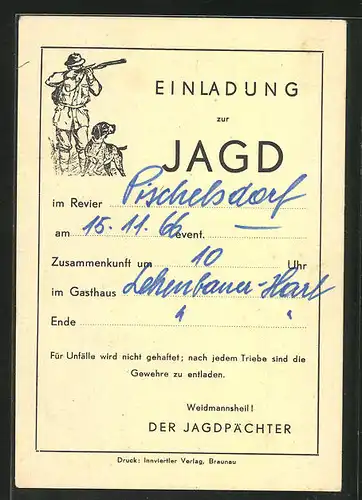 EINLADUNG
zur
JAGD
im Revier Pischelsdorf
am 15.11.66 event. —
Zusammenkunft um 10 Uhr
im Gasthaus Lehenbauer-Hart
Ende " "
Für Unfälle wird nicht gehaftet; nach jedem Triebe sind die
Gewehre zu entladen.
Weidmannsheil!
DER JAGDPÄCHTER
Druck: Innviertler Verlag, Braunau